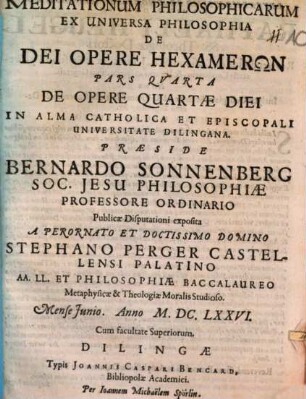 MEDITATIONUM PHILOSOPHICARUM
EX UNIVERSA PHILOSOPHIA
DE
DEI OPERE HEXAMERΩN
PARS QVARTA
DE OPERE QUARTÆ DIEI
IN ALMA CATHOLICA ET EPISCOPALI
UNIVERSITATE DILINGANA.
PRÆSIDE
BERNARDO SONNENBERG
SOC. JESU PHILOSOPHIÆ
PROFESSORE ORDINARIO
Publicæ Disputationi exposita
A PERORNATO ET DOCTISSIMO DOMINO
STEPHANO PERGER CASTEL-
LENSI PALATINO
AA. LL. ET PHILOSOPHIÆ BACCALAUREO
Metaphysicæ & Theologiæ Moralis Studioso.
Mense Junio. Anno M. DC. LXXVI.
Cum facultate Superiorum.
DILINGÆ
Typis JOANNIS CASPARI BENCARD,
Bibliopolæ Academici.
Per Joannem Michaëlem Spörlin.